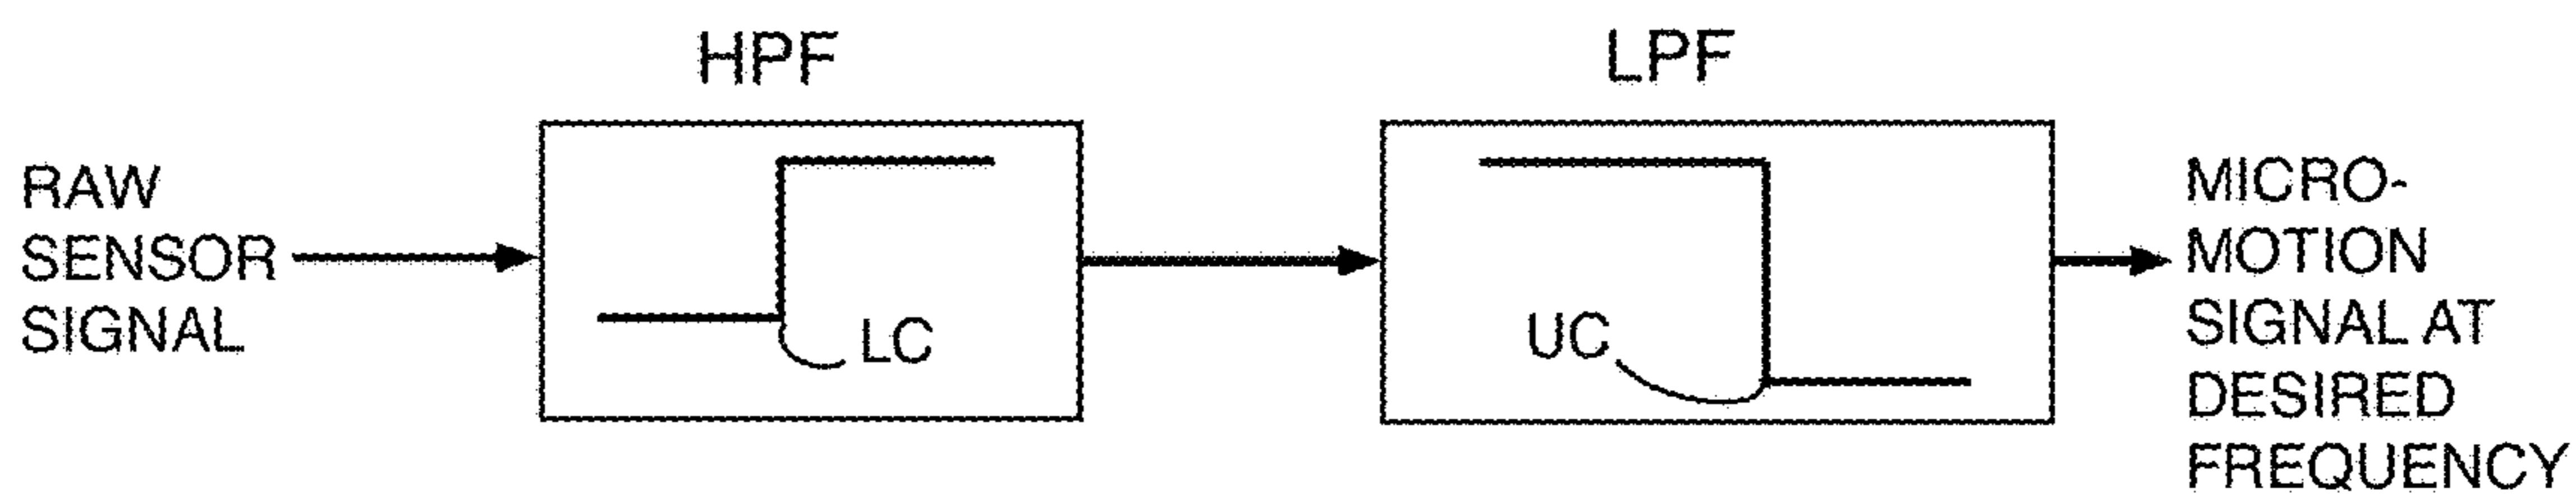 HPF
LPF
RAW
SENSOR
SIGNAL
LC
UC
MICRO-
MOTION
SIGNAL AT
DESIRED
FREQUENCY